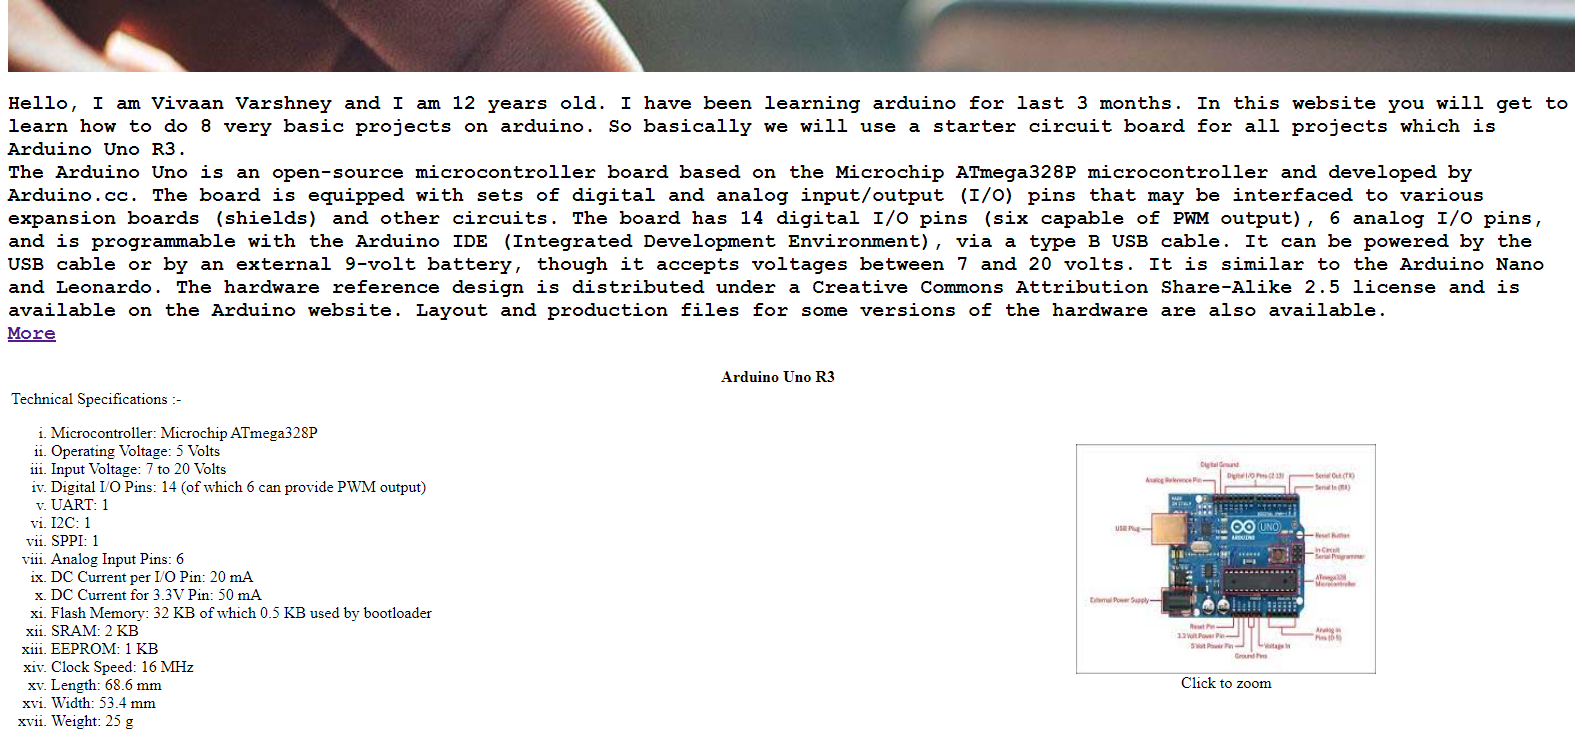 Hello, I am Vivaan Varshney and I am 12 years old. I have been learning arduino for last 3 months. In this website you will get to
learn how to do 8 very basic projects on arduino. So basically we will use a starter circuit board for all projects which is
Arduino Uno R3.
The Arduino Uno is an open-source microcontroller board based on the Microchip ATmega328P microcontroller and developed by
Arduino.cc. The board is equipped with sets of digital and analog input/output (I/O) pins that may be interfaced to various
expansion boards (shields) and other circuits. The board has 14 digital I/O pins (six capable of PWM output), 6 analog I/O pins,
and is programmable with the Arduino IDE (Integrated Development Environment), via a type B USB cable. It can be powered by the
USB cable or by an external 9-volt battery, though it accepts voltages between 7 and 20 volts. It is similar to the Arduino Nano
and Leonardo. The hardware reference design is distributed under a Creative Commons Attribution Share-Alike 2.5 license and is
available on the Arduino website. Layout and production files for some versions of the hardware are also available.
More
Arduino Uno R3
Technical Specifications :-
i. Microcontroller: Microchip ATmega328P
ii. Operating Voltage: 5 Volts
iii. Input Voltage: 7 to 20 Volts
iv. Digital I/O Pins: 14 (of which 6 can provide PWM output)
v. UART: 1
vi. I2C: 1
vii. SPPI: 1
viii. Analog Input Pins: 6
ix. DC Current per I/O Pin: 20 mA
x. DC Current for 3.3V Pin: 50 mA
xi. Flash Memory: 32 KB of which 0.5 KB used by bootloader
xii. SRAM: 2 KB
xiii. EEPROM: 1 KB
xiv. Clock Speed: 16 MHz
xv. Length: 68.6 mm
xvi. Width: 53.4 mm
xvii. Weight: 25 g
Digital Ground
Digital I/O Pins (2-13)
Serial Out (TX)
Analog Reference Pin
Serial In (RX)
MADE
IN ITALY
UNO
ARDUINO
USB Plug
Reset Button
In-Circuit
Serial Programmer
ATmega328
Microcontroller
External Power Supply
Reset Pin
3.3 Volt Power Pin
5 Volt Power Pin
Voltage In
Ground Pins
Analog In
Pins (0-5)
Click to zoom